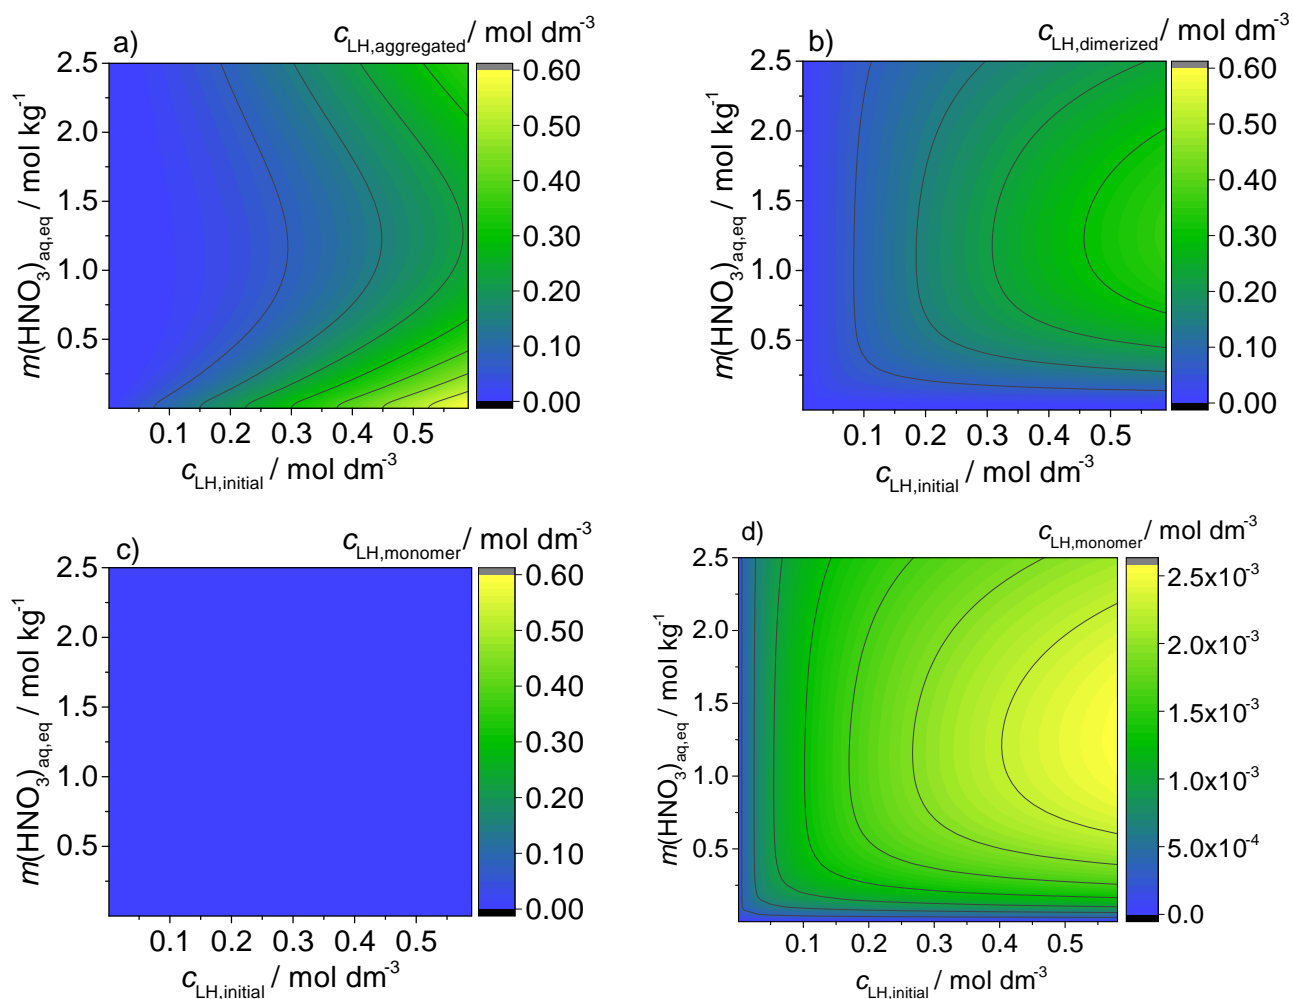 a)
c_LH,aggregated / mol dm⁻³
2.5
2.0
1.5
1.0
0.5
m(HNO₃)aq,eq / mol kg⁻¹
0.1 0.2 0.3 0.4 0.5
c_LH,initial / mol dm⁻³
0.60
0.50
0.40
0.30
0.20
0.10
0.00
b)
c_LH,dimerized / mol dm⁻³
2.5
2.0
1.5
1.0
0.5
m(HNO₃)aq,eq / mol kg⁻¹
0.1 0.2 0.3 0.4 0.5
c_LH,initial / mol dm⁻³
0.60
0.50
0.40
0.30
0.20
0.10
0.00
c)
c_LH,monomer / mol dm⁻³
2.5
2.0
1.5
1.0
0.5
m(HNO₃)aq,eq / mol kg⁻¹
0.1 0.2 0.3 0.4 0.5
c_LH,initial / mol dm⁻³
0.60
0.50
0.40
0.30
0.20
0.10
0.00
d)
c_LH,monomer / mol dm⁻³
2.5
2.0
1.5
1.0
0.5
m(HNO₃)aq,eq / mol kg⁻¹
0.1 0.2 0.3 0.4 0.5
c_LH,initial / mol dm⁻³
2.5x10⁻³
2.0x10⁻³
1.5x10⁻³
1.0x10⁻³
5.0x10⁻⁴
0.0